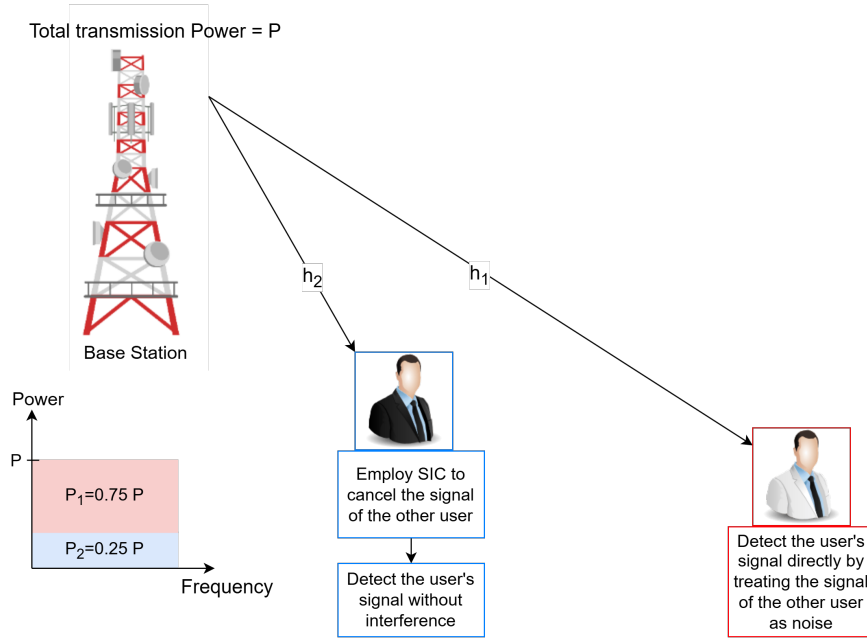 Total transmission Power = P
Base Station
h₂
h₁
Power
P
P₁=0.75 P
P₂=0.25 P
Frequency
Employ SIC to
cancel the signal
of the other user
Detect the user's
signal without
interference
Detect the user's
signal directly by
treating the signal
of the other user
as noise